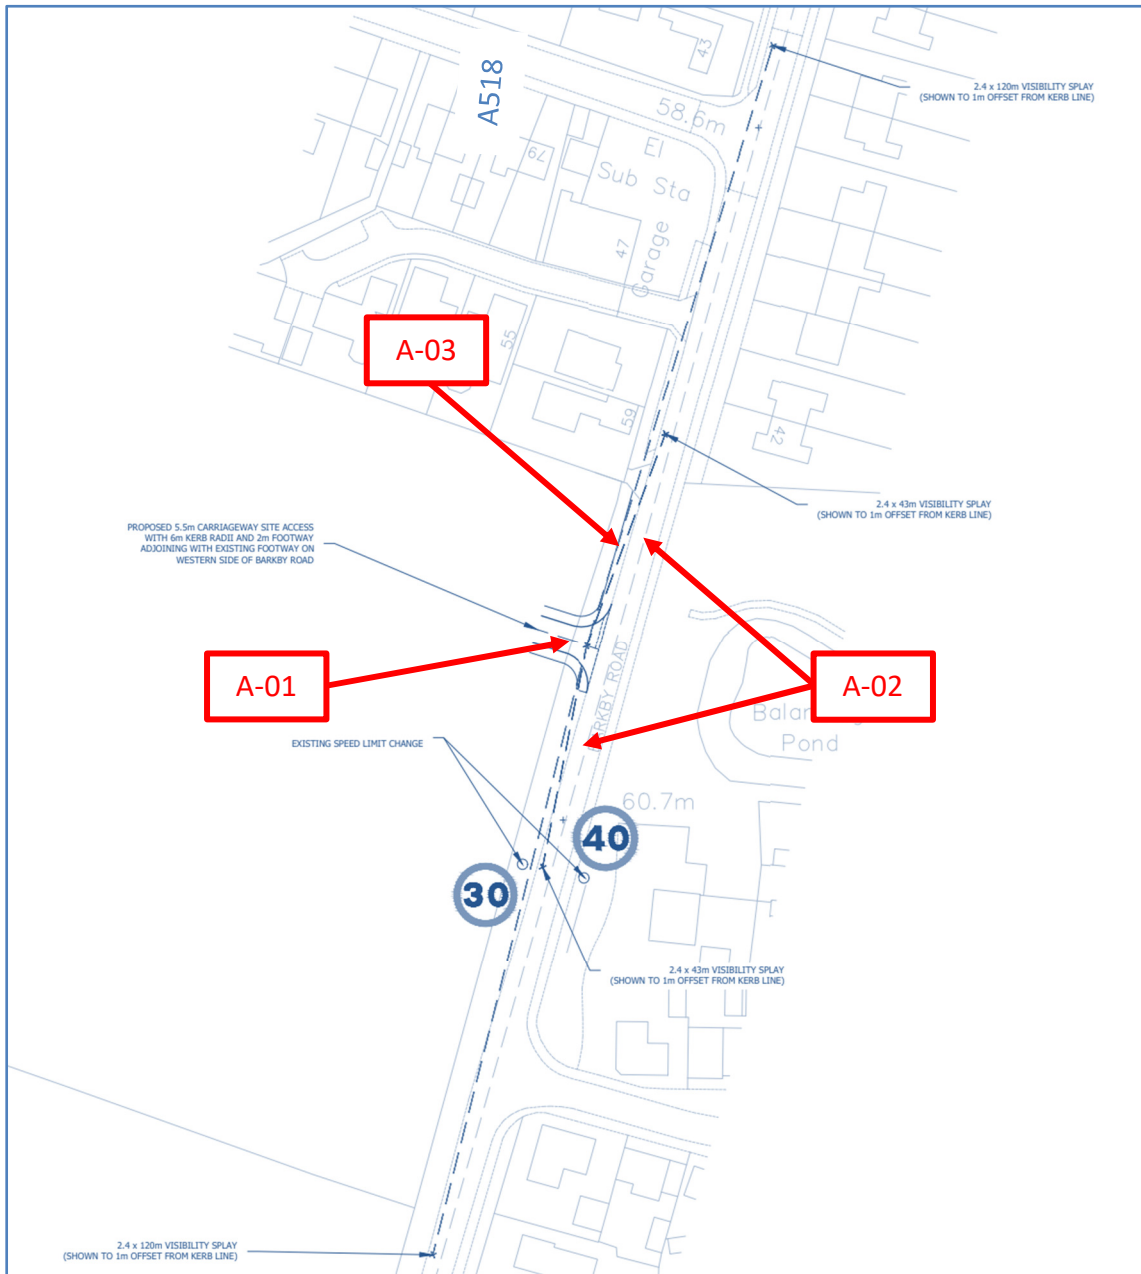 A518
43
2.4 x 120m VISIBILITY SPLAY
(SHOWN TO 1m OFFSET FROM KERB LINE)
58.6m
El
Sub Sta
79
47
Garage
A-03
55
59
42
2.4 x 43m VISIBILITY SPLAY
(SHOWN TO 1m OFFSET FROM KERB LINE)
PROPOSED 5.5m CARRIAGEWAY SITE ACCESS
WITH 6m KERB RADII AND 2m FOOTWAY
ADJOINING WITH EXISTING FOOTWAY ON
WESTERN SIDE OF BARKBY ROAD
A-01
A-02
BARKBY ROAD
Pond
EXISTING SPEED LIMIT CHANGE
60.7m
40
30
2.4 x 43m VISIBILITY SPLAY
(SHOWN TO 1m OFFSET FROM KERB LINE)
2.4 x 120m VISIBILITY SPLAY
(SHOWN TO 1m OFFSET FROM KERB LINE)